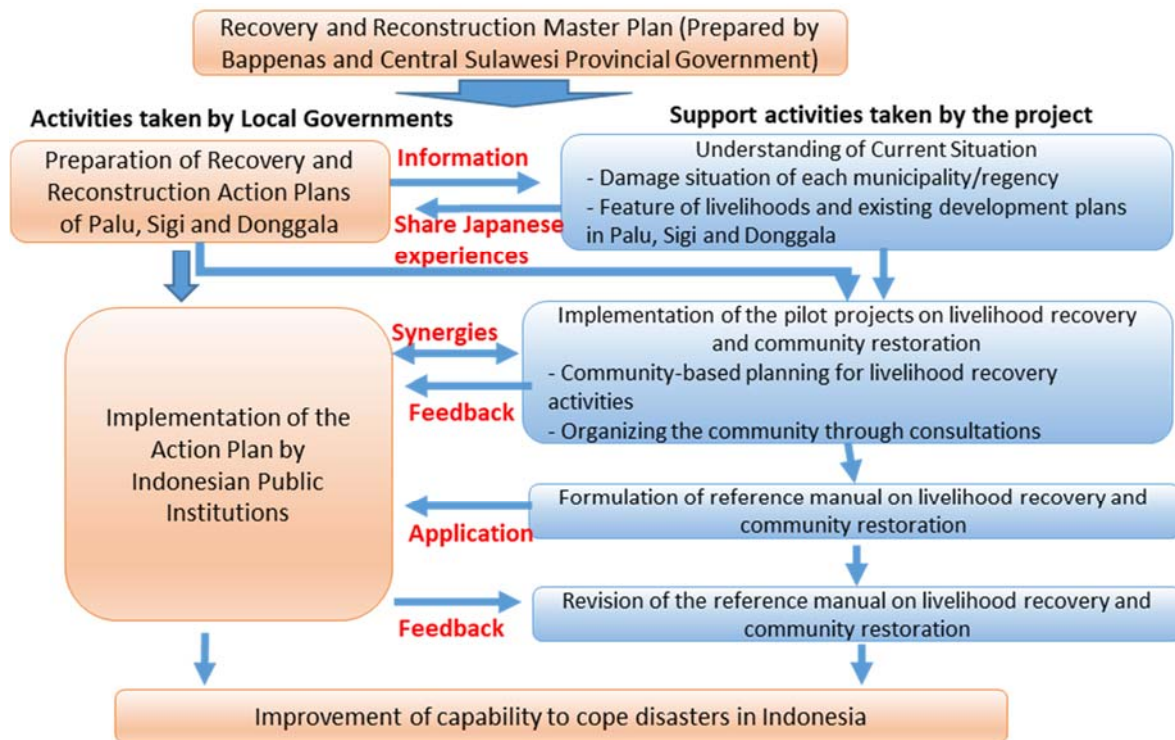 Recovery and Reconstruction Master Plan (Prepared by
Bappenas and Central Sulawesi Provincial Government)
Activities taken by Local Governments
Support activities taken by the project
Preparation of Recovery and
Reconstruction Action Plans
of Palu, Sigi and Donggala
Information
Share Japanese
experiences
Understanding of Current Situation
- Damage situation of each municipality/regency
- Feature of livelihoods and existing development plans
in Palu, Sigi and Donggala
Implementation of the
Action Plan by
Indonesian Public
Institutions
Synergies
Feedback
Implementation of the pilot projects on livelihood recovery
and community restoration
- Community-based planning for livelihood recovery
activities
- Organizing the community through consultations
Application
Formulation of reference manual on livelihood recovery and
community restoration
Feedback
Revision of the reference manual on livelihood recovery and
community restoration
Improvement of capability to cope disasters in Indonesia